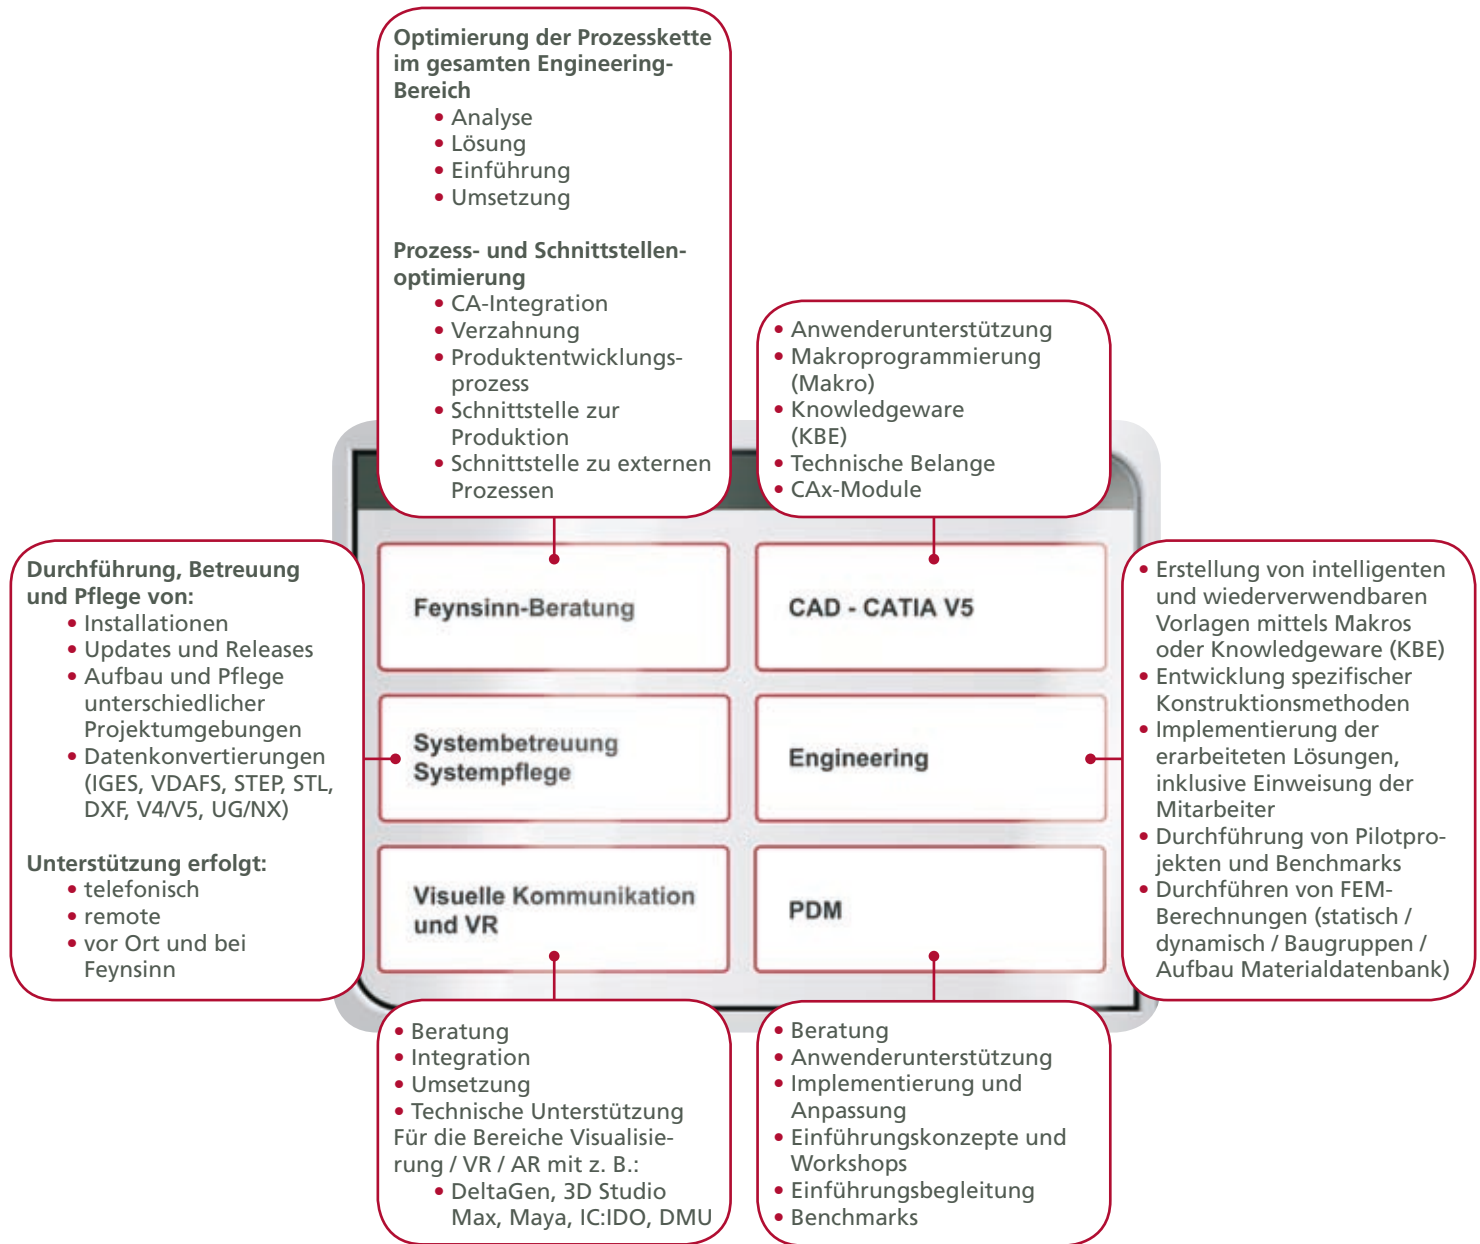 Optimierung der Prozesskette
im gesamten Engineering-
Bereich
• Analyse
• Lösung
• Einführung
• Umsetzung
Prozess- und Schnittstellen-
optimierung
• CA-Integration
• Verzahnung
• Produktentwicklungs-
prozess
• Schnittstelle zur
Produktion
• Schnittstelle zu externen
Prozessen
• Anwenderunterstützung
• Makroprogrammierung
(Makro)
• Knowledgeware
(KBE)
• Technische Belange
• CAx-Module
Durchführung, Betreuung
und Pflege von:
• Installationen
• Updates und Releases
• Aufbau und Pflege
unterschiedlicher
Projektumgebungen
• Datenkonvertierungen
(IGES, VDAFS, STEP, STL,
DXF, V4/V5, UG/NX)
Unterstützung erfolgt:
• telefonisch
• remote
• vor Ort und bei
Feynsinn
Feynsinn-Beratung
CAD - CATIA V5
Systembetreuung
Systempflege
Engineering
Visuelle Kommunikation
und VR
PDM
• Erstellung von intelligenten
und wiederverwendbaren
Vorlagen mittels Makros
oder Knowledgeware (KBE)
• Entwicklung spezifischer
Konstruktionsmethoden
• Implementierung der
erarbeiteten Lösungen,
inklusive Einweisung der
Mitarbeiter
• Durchführung von Pilotpro-
jekten und Benchmarks
• Durchführen von FEM-
Berechnungen (statisch /
dynamisch / Baugruppen /
Aufbau Materialdatenbank)
• Beratung
• Integration
• Umsetzung
• Technische Unterstützung
Für die Bereiche Visualisie-
rung / VR / AR mit z. B.:
• DeltaGen, 3D Studio
Max, Maya, IC:IDO, DMU
• Beratung
• Anwenderunterstützung
• Implementierung und
Anpassung
• Einführungskonzepte und
Workshops
• Einführungsbegleitung
• Benchmarks